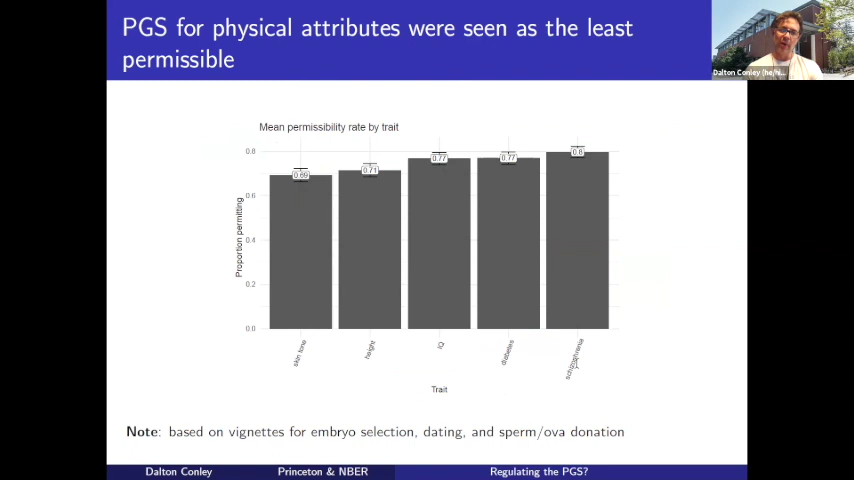 PGS for physical attributes were seen as the least
permissible
Dalton Conley (he/hi...
Mean permissibility rate by trait
Proportion permitting
0.8
0.6
0.4
0.2
0.0
0.69
0.71
0.77
0.77
0.8
skin tone
height
IQ
diabetes
schizophrenia
Trait
Note: based on vignettes for embryo selection, dating, and sperm/ova donation
Dalton Conley
Princeton & NBER
Regulating the PGS?